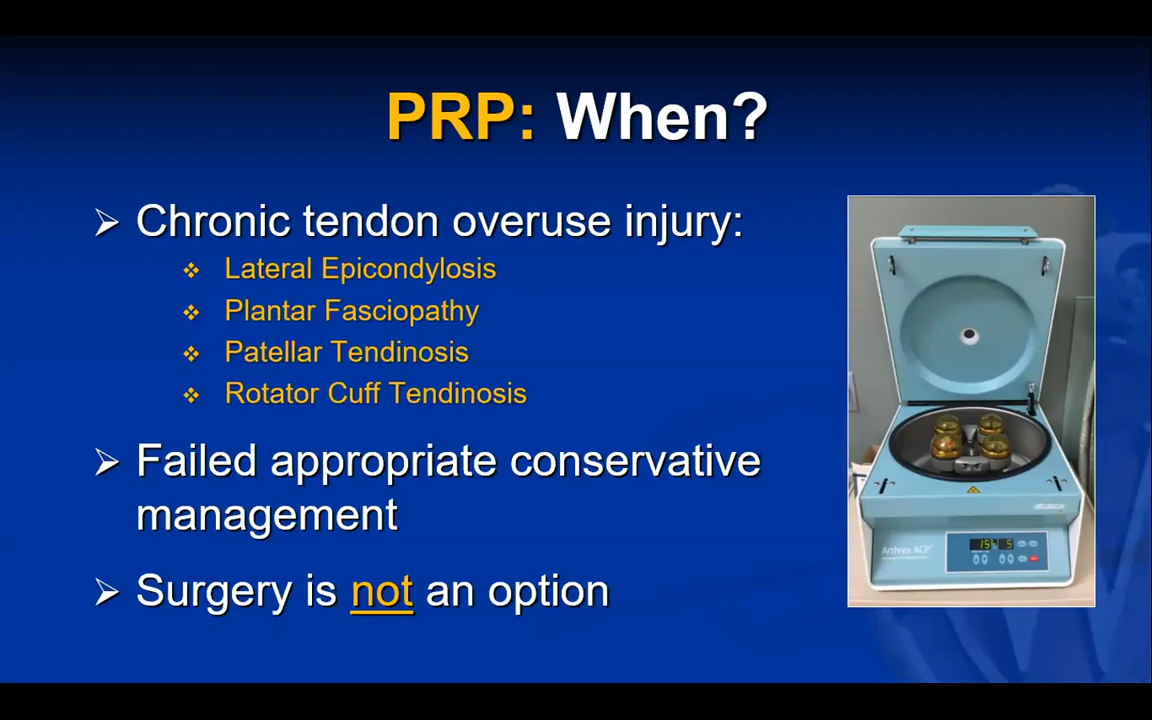 PRP: When?
Chronic tendon overuse injury:
Lateral Epicondylosis
Plantar Fasciopathy
Patellar Tendinosis
Rotator Cuff Tendinosis
Failed appropriate conservative
management
Surgery is not an option
Arthrex ACP